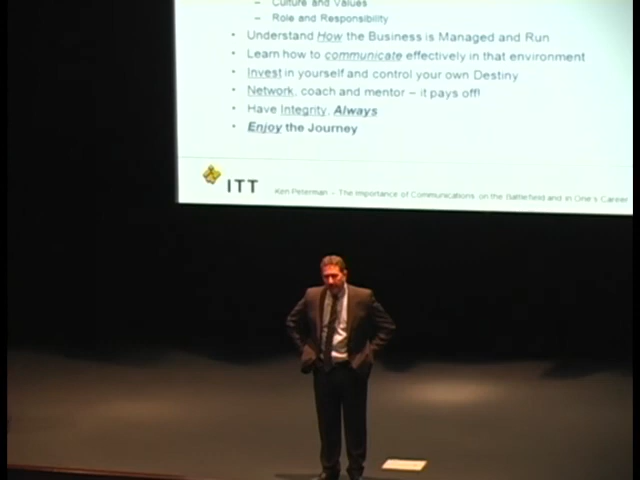 – Culture and Values
– Role and Responsibility
• Understand How the Business is Managed and Run
• Learn how to communicate effectively in that environment
• Invest in yourself and control your own Destiny
• Network, coach and mentor – it pays off!
• Have Integrity, Always
• Enjoy the Journey
ITT
Ken Peterman – The Importance of Communications on the Battlefield and in One's Career